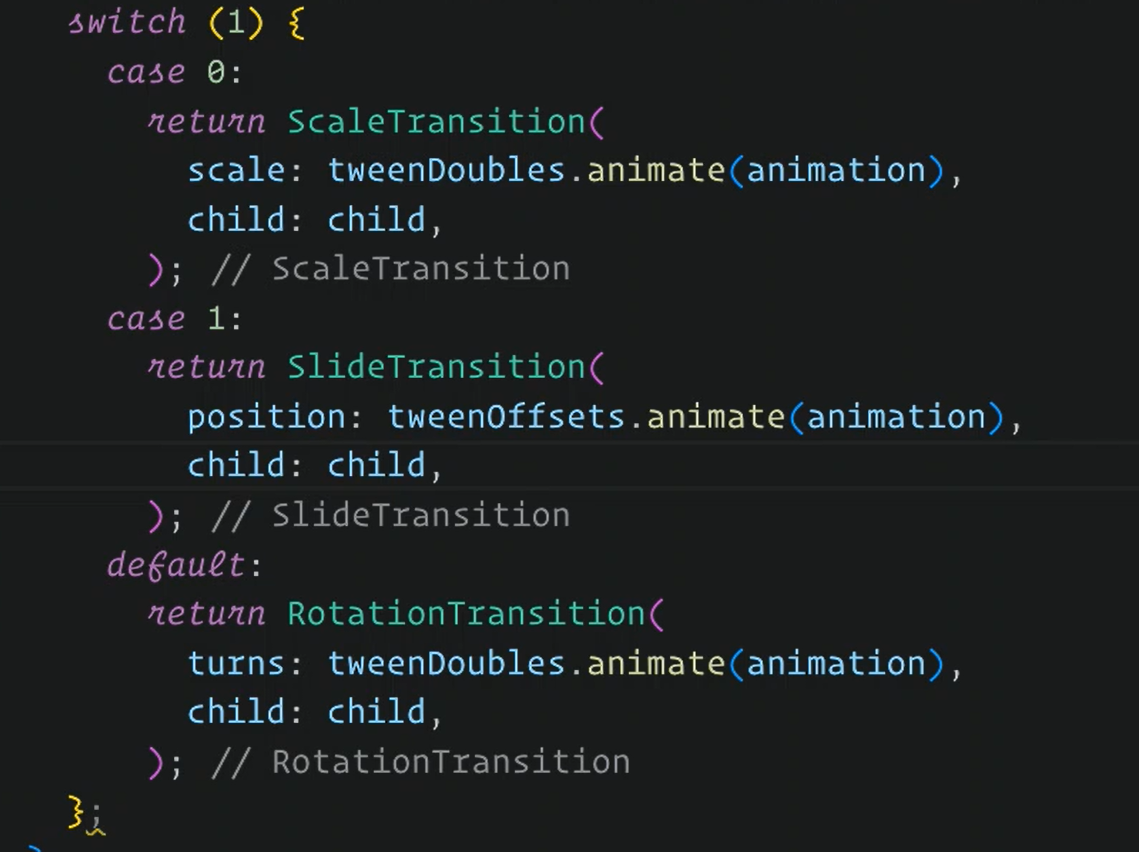 switch (1) {
case 0:
return ScaleTransition(
scale: tweenDoubles.animate(animation),
child: child,
); // ScaleTransition
case 1:
return SlideTransition(
position: tweenOffsets.animate(animation),
child: child,
); // SlideTransition
default:
return RotationTransition(
turns: tweenDoubles.animate(animation),
child: child,
); // RotationTransition
};